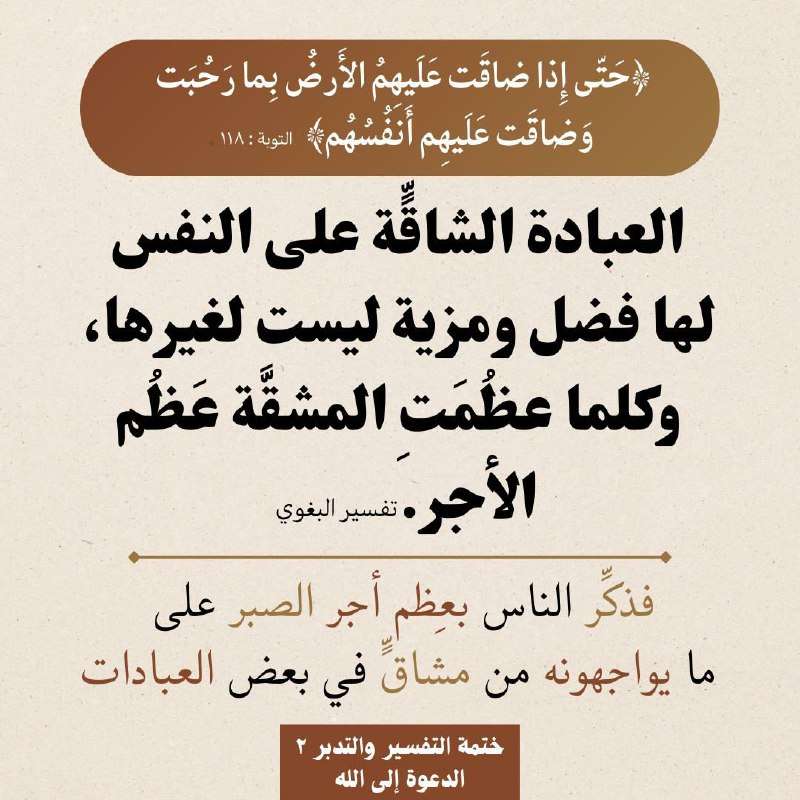 ﴿حَتّى إِذا ضاقَت عَلَيهِمُ الأَرضُ بِما رَحُبَت
وَضاقَت عَلَيهِم أَنفُسُهُم﴾ التوبة : ١١٨
العبادة الشاقَّة على النفس
لها فضل ومزية ليست لغيرها،
وكلما عظُمَتِ المشقَّة عَظُم
الأجر. تفسير البغوي
فذكِّر الناس بعِظم أجر الصبر على
ما يواجهونه من مشاقٍّ في بعض العبادات
ختمة التفسير والتدبر ٢
الدعوة إلى الله